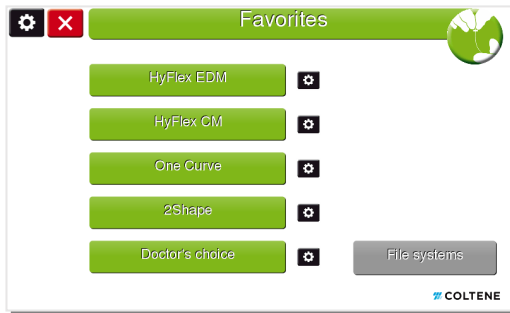 Favorites
HyFlex EDM
HyFlex CM
One Curve
2Shape
Doctor's choice
File systems
COLTENE